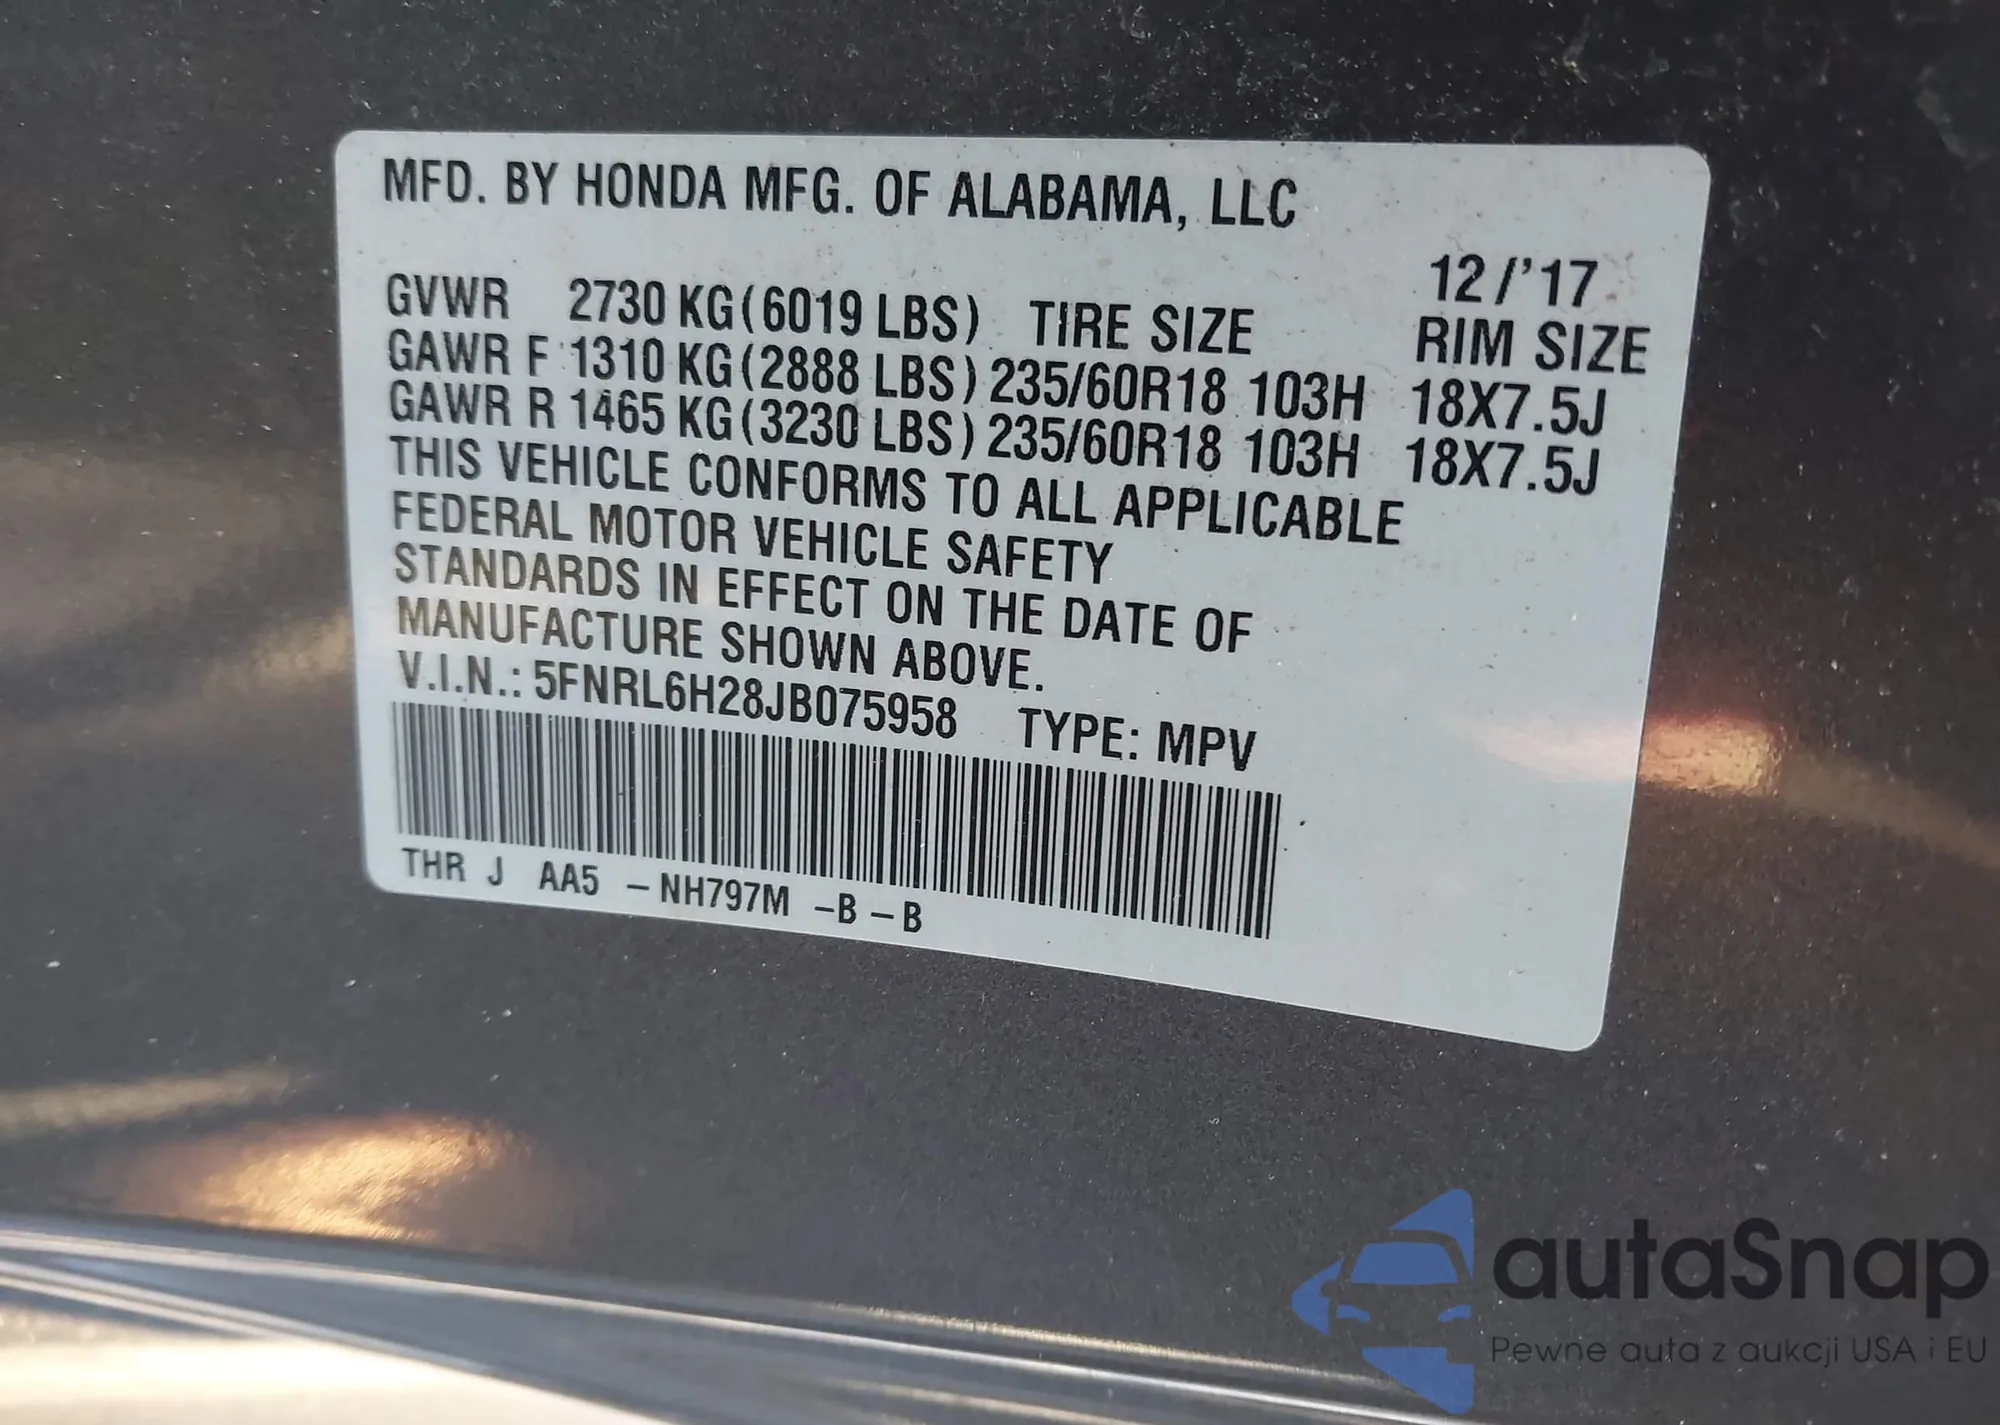 MFD. BY HONDA MFG. OF ALABAMA, LLC
12/'17
GVWR 2730 KG(6019 LBS) TIRE SIZE RIM SIZE
GAWR F 1310 KG(2888 LBS) 235/60R18 103H 18X7.5J
GAWR R 1465 KG(3230 LBS) 235/60R18 103H 18X7.5J
THIS VEHICLE CONFORMS TO ALL APPLICABLE
FEDERAL MOTOR VEHICLE SAFETY
STANDARDS IN EFFECT ON THE DATE OF
MANUFACTURE SHOWN ABOVE.
V.I.N.: 5FNRL6H28JB075958 TYPE: MPV
THR J AA5 -NH797M -B -B
autaSnap
Pewne auta z aukcji USA i EU